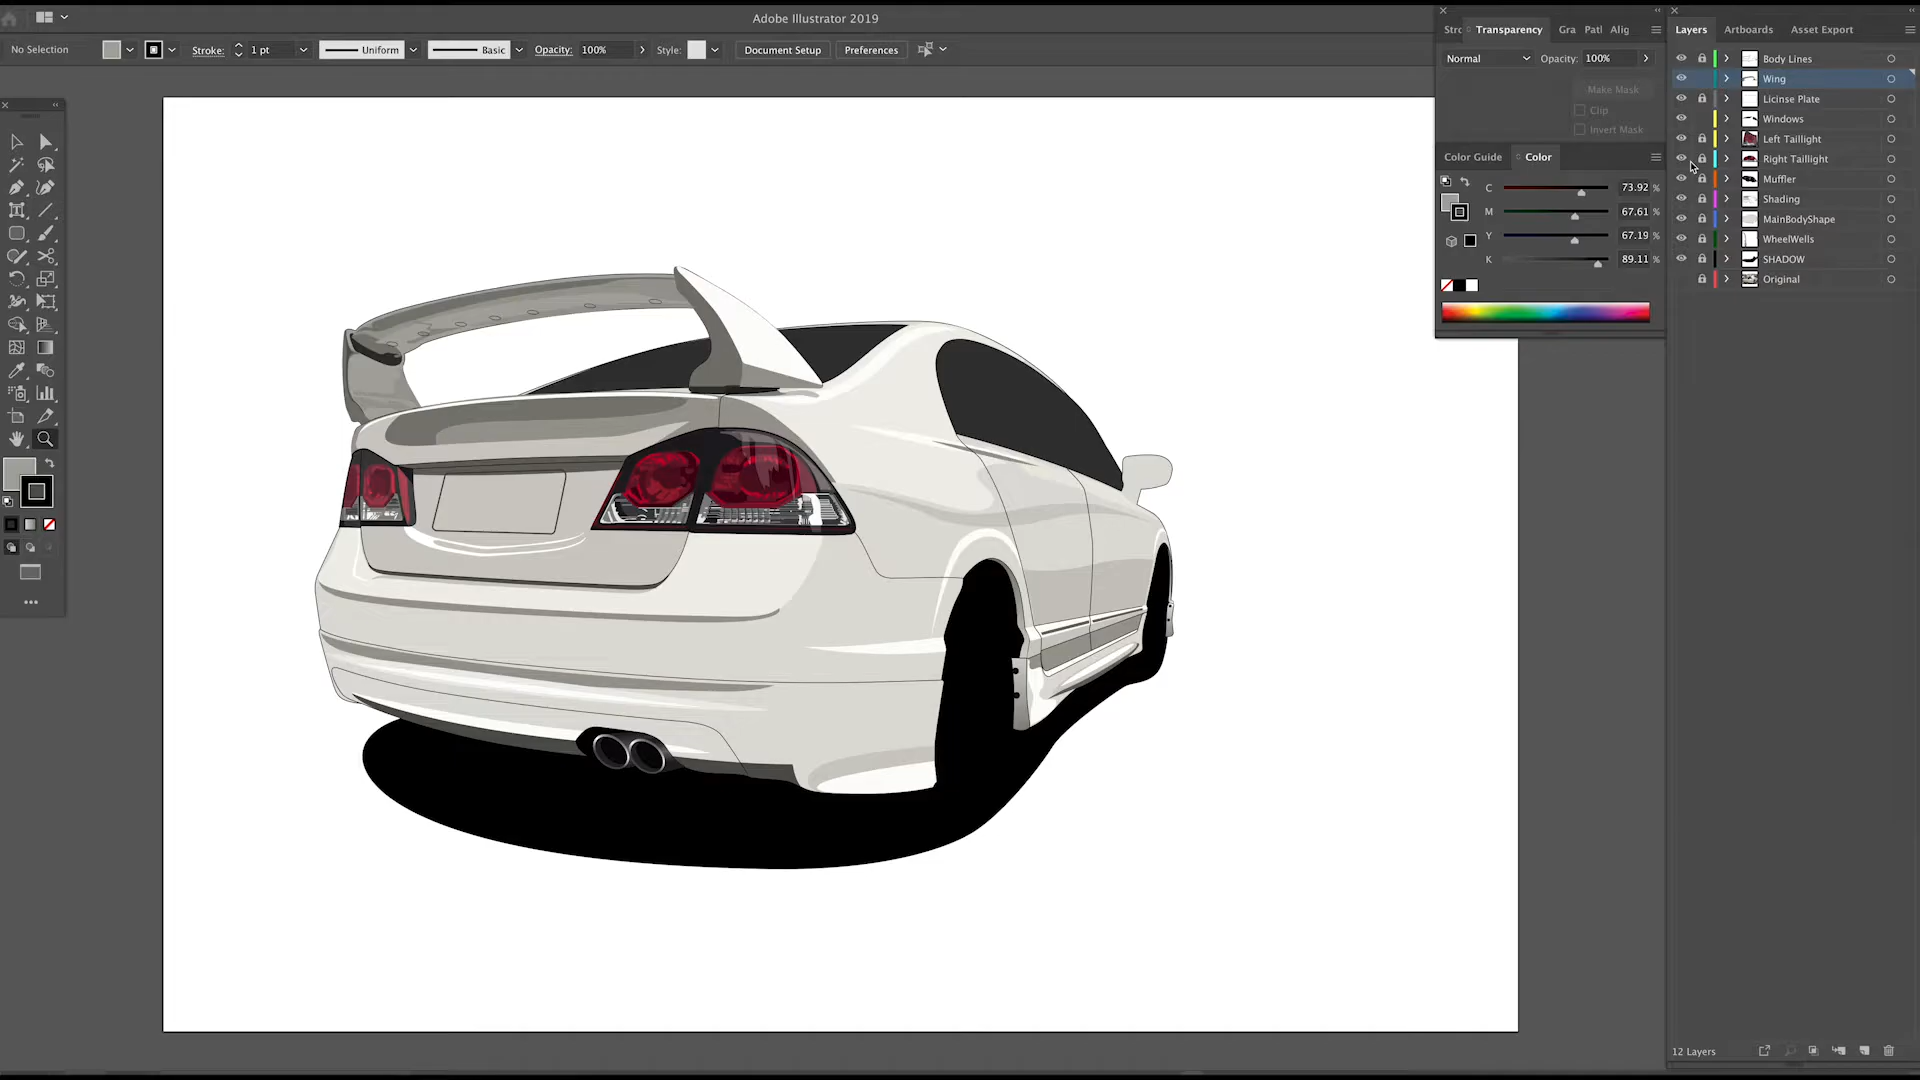 Adobe Illustrator 2019
No Selection
Stroke:
1 pt
Uniform
Basic
Opacity:
100%
Style:
Document Setup
Preferences
Strc
Transparency
Gra
Patl
Alig
Normal
Opacity:
100%
Make Mask
Clip
Invert Mask
Color Guide
Color
C
73.92 %
M
67.61 %
Y
67.19 %
K
89.11 %
Layers
Artboards
Asset Export
Body Lines
Wing
Licinse Plate
Windows
Left Taillight
Right Taillight
Muffler
Shading
MainBodyShape
WheelWells
SHADOW
Original
12 Layers